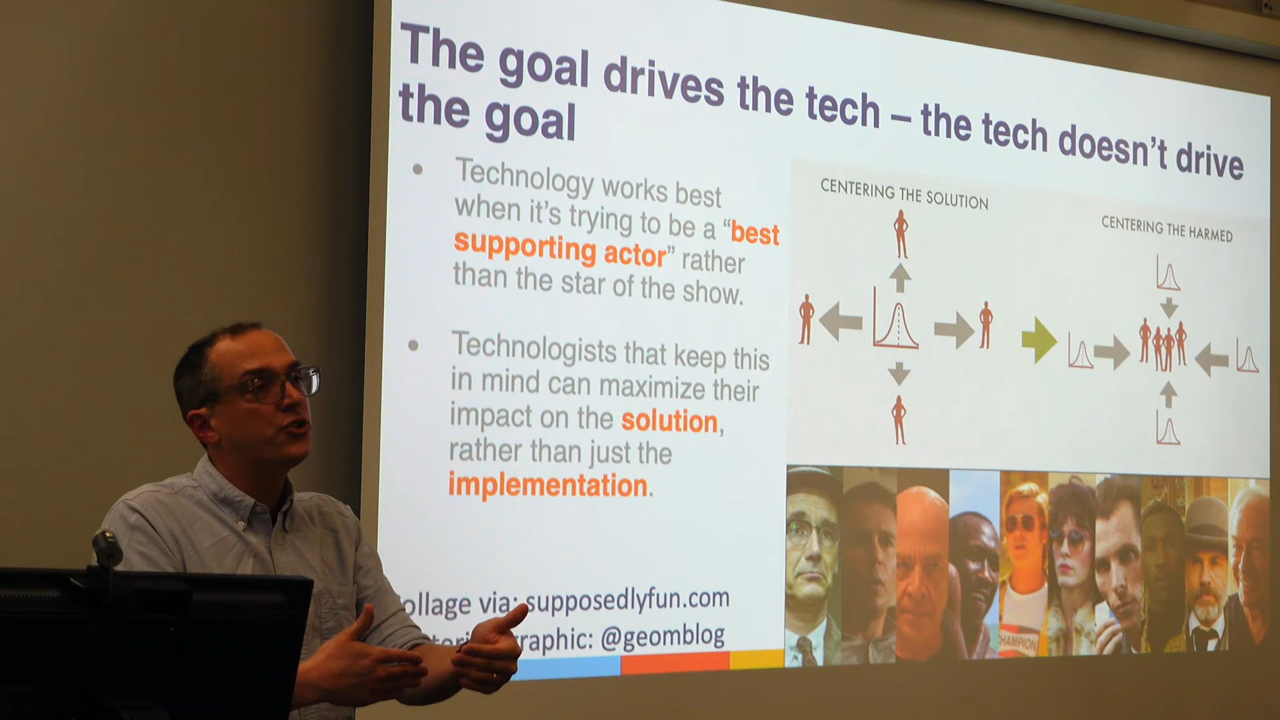 The goal drives the tech – the tech doesn't drive
the goal
• Technology works best
when it's trying to be a "best
supporting actor" rather
than the star of the show.
• Technologists that keep this
in mind can maximize their
impact on the solution,
rather than just the
implementation.
ollage via: supposedlyfun.com
graphic: @geomblog
CENTERING THE SOLUTION
CENTERING THE HARMED
CHAMPION